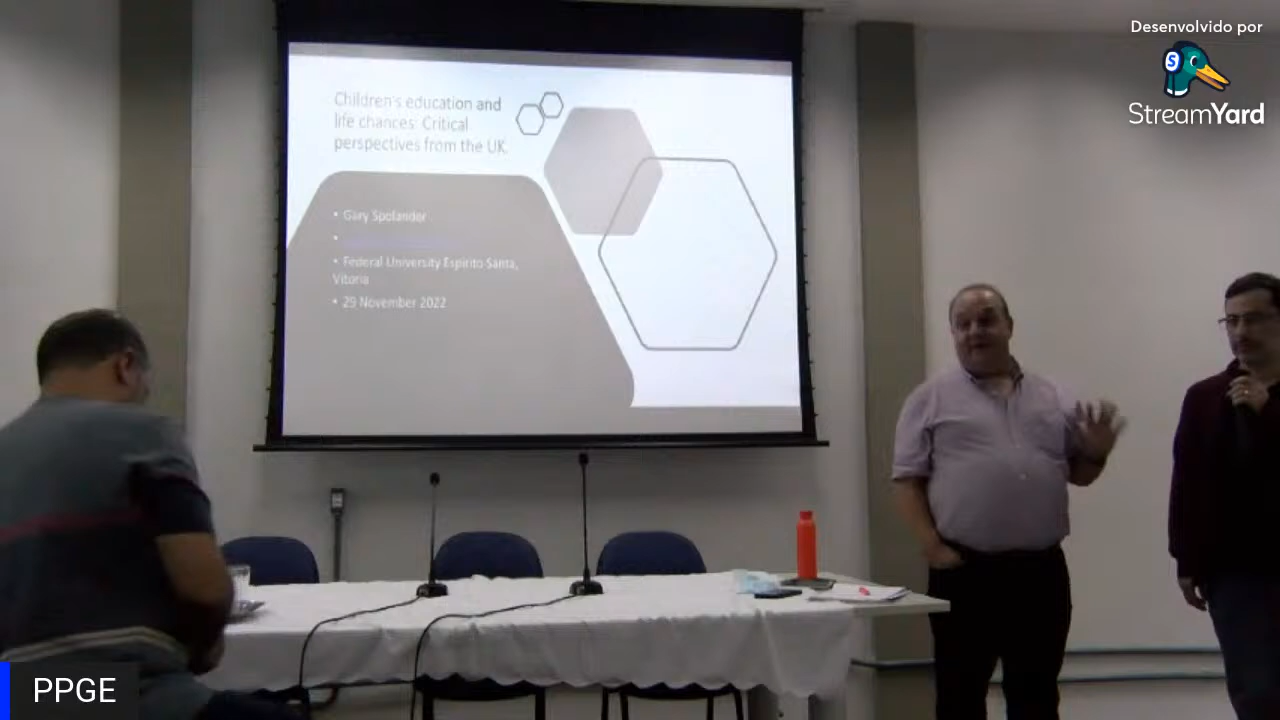 Desenvolvido por
StreamYard
Children's education and
life chances: Critical
perspectives from the UK.
• Gary Spolander
•
• Federal University Espirito Santa,
Vitoria
• 29 November 2022
PPGE